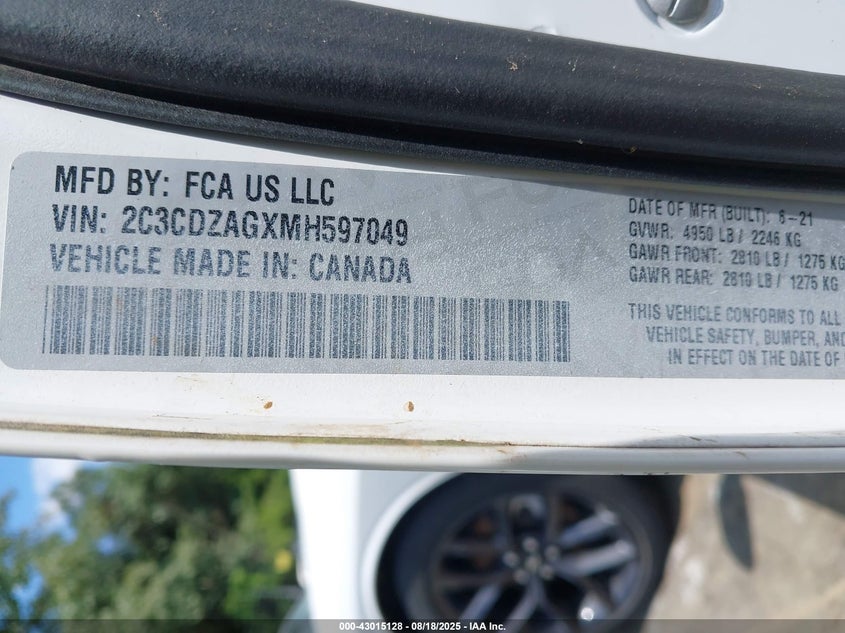 MFD BY: FCA US LLC
VIN: 2C3CDZAGXMH597049
VEHICLE MADE IN: CANADA
DATE OF MFR (BUILT): 6-21
GVWR: 4950 LB / 2246 KG
GAWR FRONT: 2810 LB / 1275 KG
GAWR REAR: 2810 LB / 1275 KG
THIS VEHICLE CONFORMS TO ALL
VEHICLE SAFETY, BUMPER, AND
IN EFFECT ON THE DATE OF
000-43015128 - 08/18/2025 - IAA Inc.